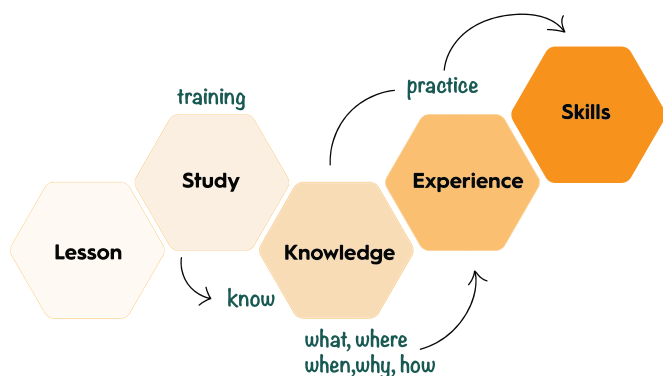 practice
Skills
training
Study
Experience
Lesson
Knowledge
know
what, where
when,why, how